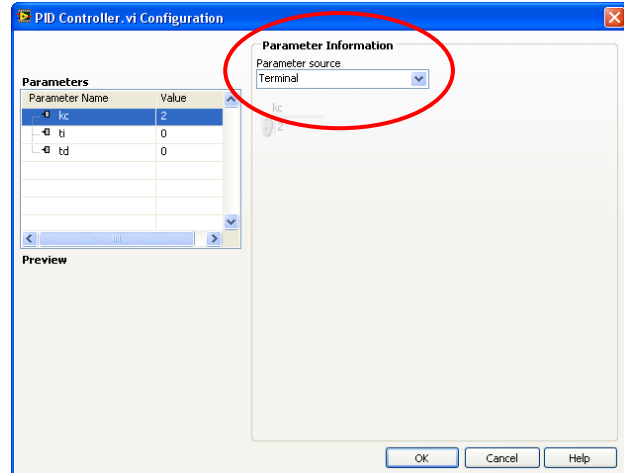 PID Controller.vi Configuration
Parameter Information
Parameter source
Terminal
Parameters
Parameter Name Value
kc 2
ti 0
td 0
kc
2
Preview
OK Cancel Help